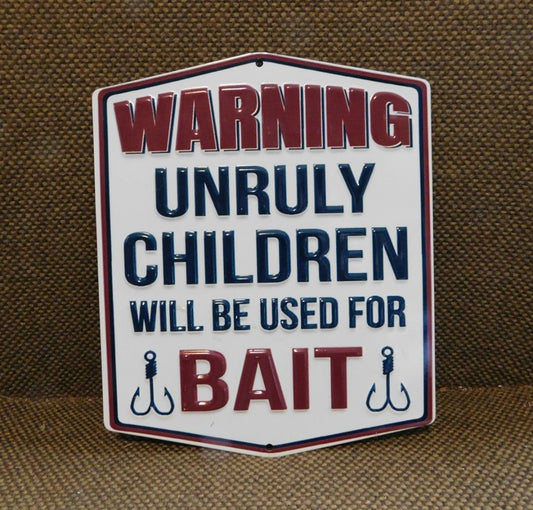 WARNING
UNRULY
CHILDREN
WILL BE USED FOR
BAIT